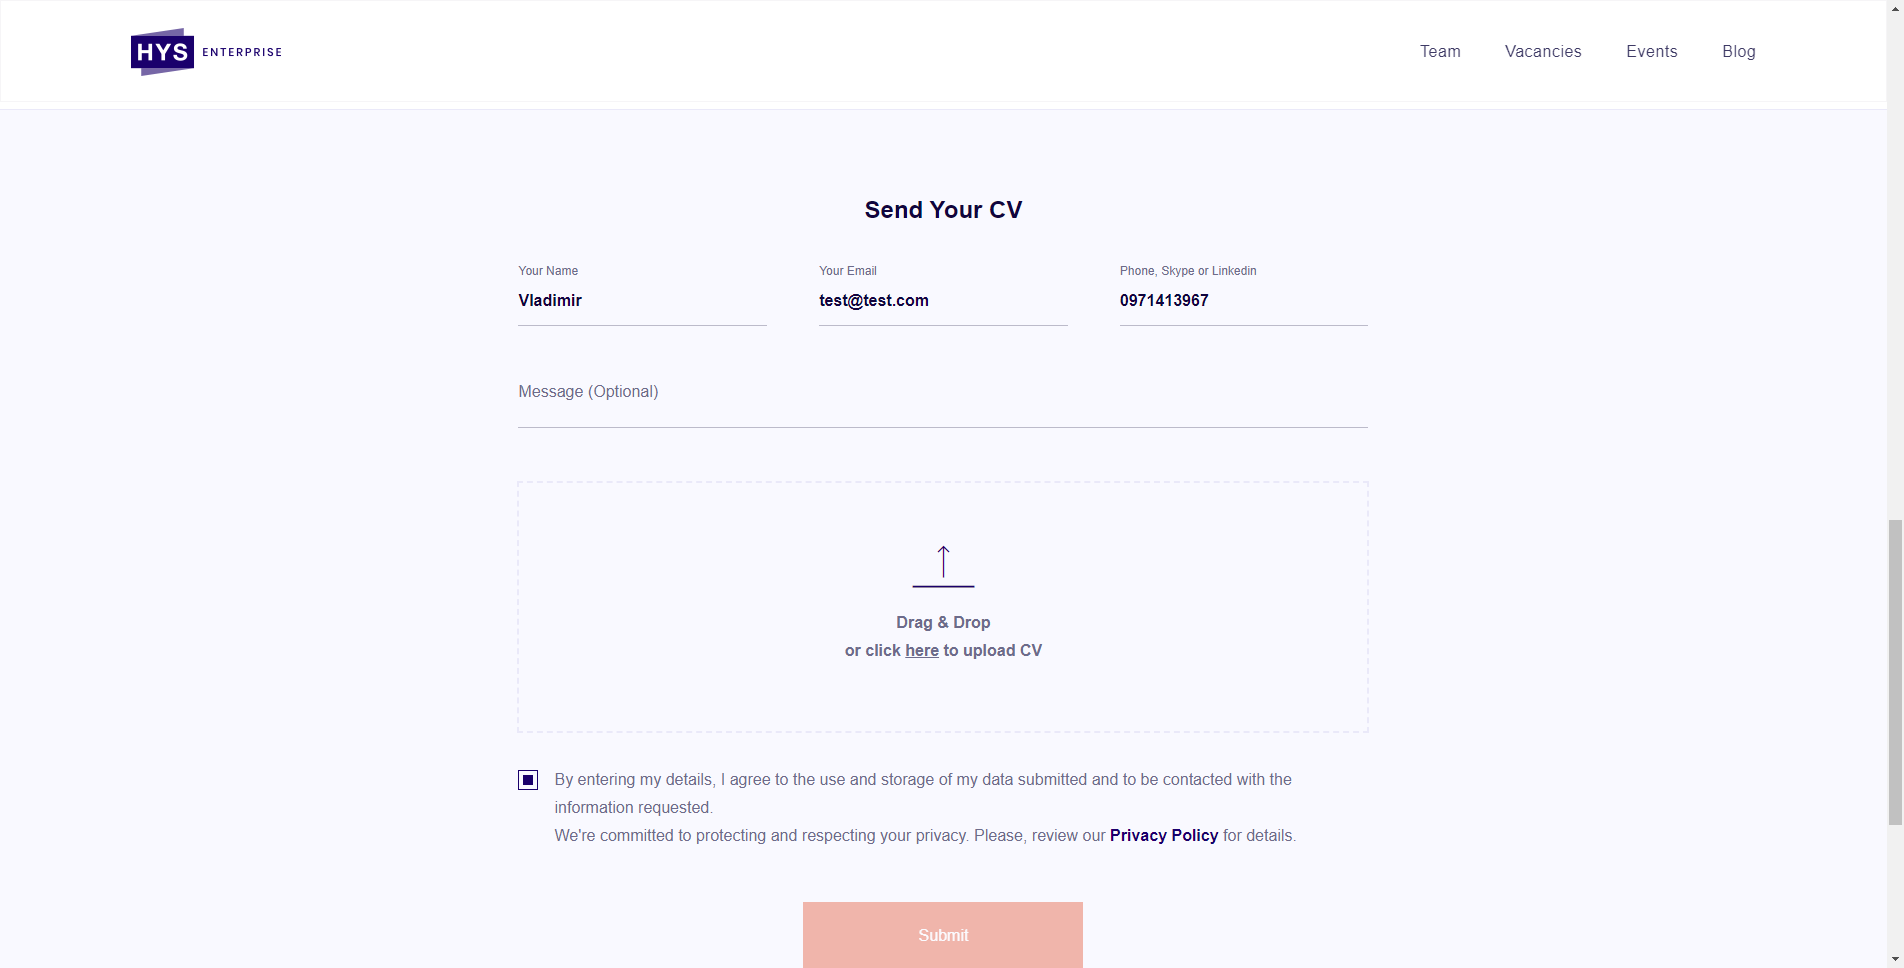 HYS ENTERPRISE
Team Vacancies Events Blog
Send Your CV
Your Name Your Email Phone, Skype or Linkedin
Vladimir test@test.com 0971413967
Message (Optional)
Drag & Drop
or click here to upload CV
By entering my details, I agree to the use and storage of my data submitted and to be contacted with the
information requested.
We're committed to protecting and respecting your privacy. Please, review our Privacy Policy for details.
Submit